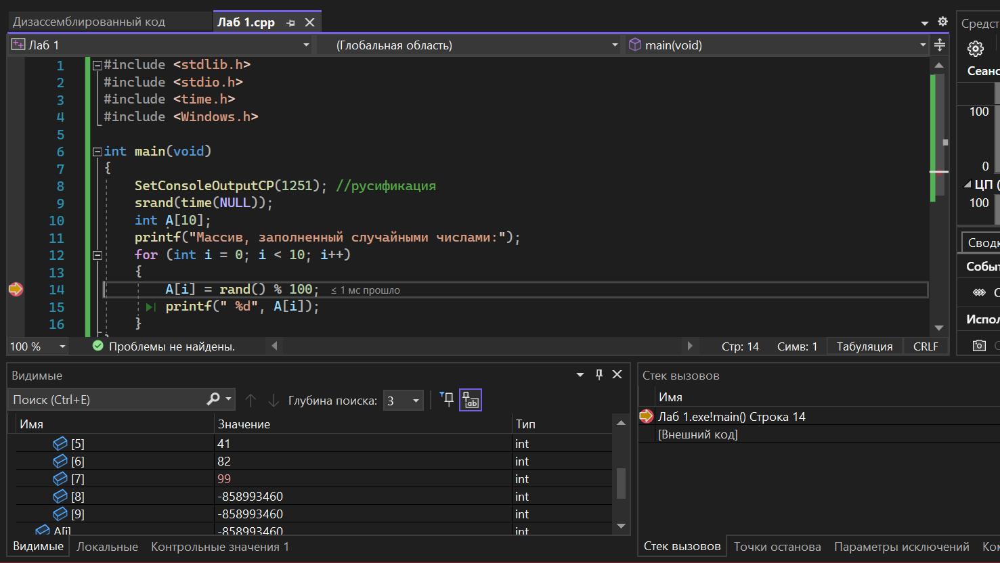 Дизассемблированный код
Лаб 1.cpp
Лаб 1
(Глобальная область)
main(void)
1 #include <stdlib.h>
2 #include <stdio.h>
3 #include <time.h>
4 #include <Windows.h>
5
6 int main(void)
7 {
8 SetConsoleOutputCP(1251); //русификация
9 srand(time(NULL));
10 int A[10];
11 printf("Массив, заполненный случайными числами:");
12 for (int i = 0; i < 10; i++)
13 {
14 A[i] = rand() % 100; ≤ 1 мс прошло
15 printf(" %d", A[i]);
16 }
100 %
Проблемы не найдены.
Стр: 14
Симв: 1
Табуляция
CRLF
Средст
Сеанс
100
0
ЦП (
100
Сводк
Событ
С
Испол
Видимые
Поиск (Ctrl+E)
Глубина поиска:
3
Имя Значение Тип
[5] 41 int
[6] 82 int
[7] 99 int
[8] -858993460 int
[9] -858993460 int
A[i] -858993460 int
Видимые Локальные Контрольные значения 1
Стек вызовов
Имя
Лаб 1.exe!main() Строка 14
[Внешний код]
Стек вызовов Точки останова Параметры исключений Ком